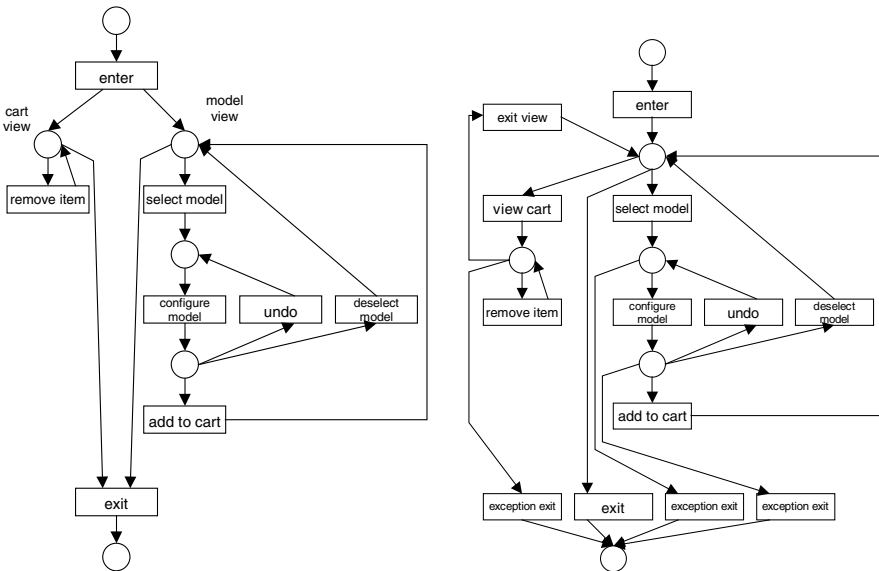 enter
cart
view
model
view
remove item
select model
configure
model
undo
deselect
model
add to cart
exit
enter
exit view
view cart
select model
remove item
configure
model
undo
deselect
model
add to cart
exception exit
exit
exception exit
exception exit